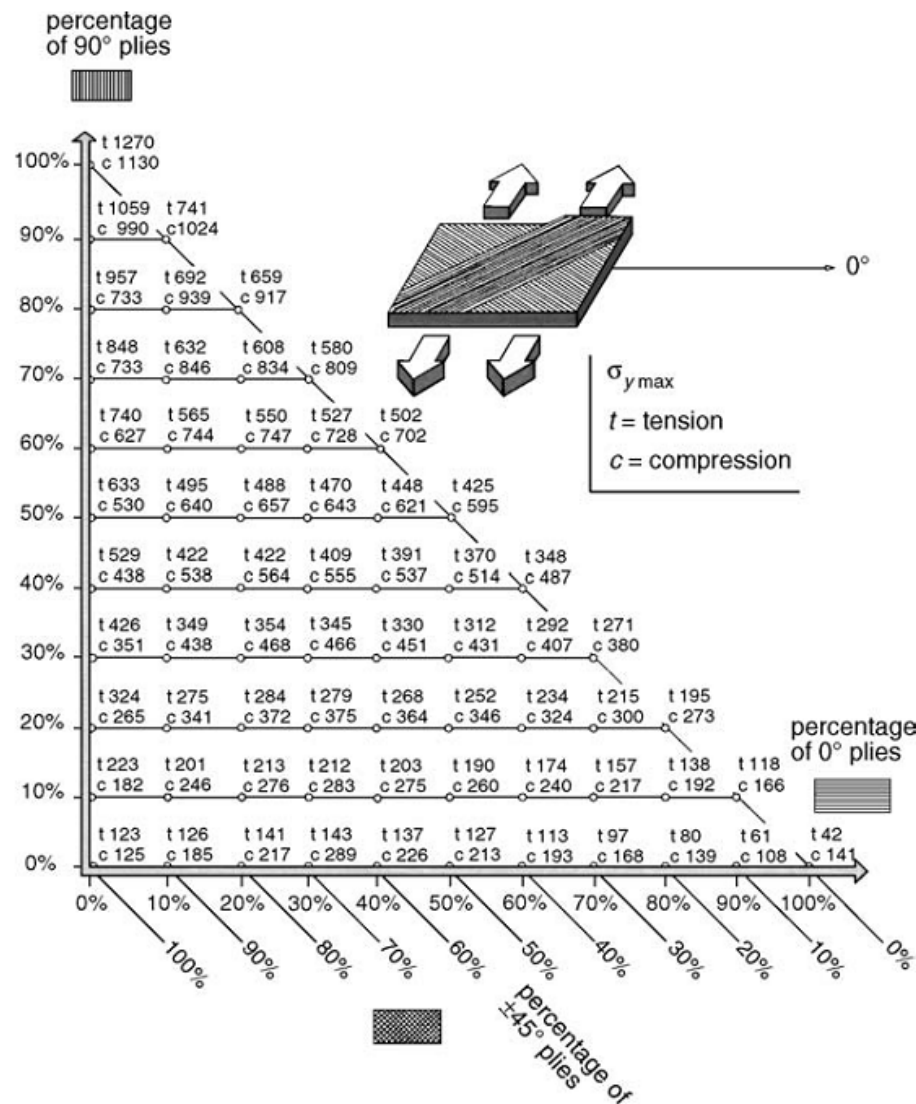 percentage
of 90° plies
100%
t 1270
c 1130
90%
t 1059 t 741
c 990 c1024
80%
t 957 t 692 t 659
c 733 c 939 c 917
0°
70%
t 848 t 632 t 608 t 580
c 733 c 846 c 834 c 809
σy max
t = tension
c = compression
60%
t 740 t 565 t 550 t 527 t 502
c 627 c 744 c 747 c 728 c 702
50%
t 633 t 495 t 488 t 470 t 448 t 425
c 530 c 640 c 657 c 643 c 621 c 595
40%
t 529 t 422 t 422 t 409 t 391 t 370 t 348
c 438 c 538 c 564 c 555 c 537 c 514 c 487
30%
t 426 t 349 t 354 t 345 t 330 t 312 t 292 t 271
c 351 c 438 c 468 c 466 c 451 c 431 c 407 c 380
20%
t 324 t 275 t 284 t 279 t 268 t 252 t 234 t 215 t 195
c 265 c 341 c 372 c 375 c 364 c 346 c 324 c 300 c 273
percentage
of 0° plies
10%
t 223 t 201 t 213 t 212 t 203 t 190 t 174 t 157 t 138 t 118
c 182 c 246 c 276 c 283 c 275 c 260 c 240 c 217 c 192 c 166
0%
t 123 t 126 t 141 t 143 t 137 t 127 t 113 t 97 t 80 t 61 t 42
c 125 c 185 c 217 c 289 c 226 c 213 c 193 c 168 c 139 c 108 c 141
0% 10% 20% 30% 40% 50% 60% 70% 80% 90% 100%
100% 90% 80% 70% 60% 50% 40% 30% 20% 10% 0%
percentage of
±45° plies